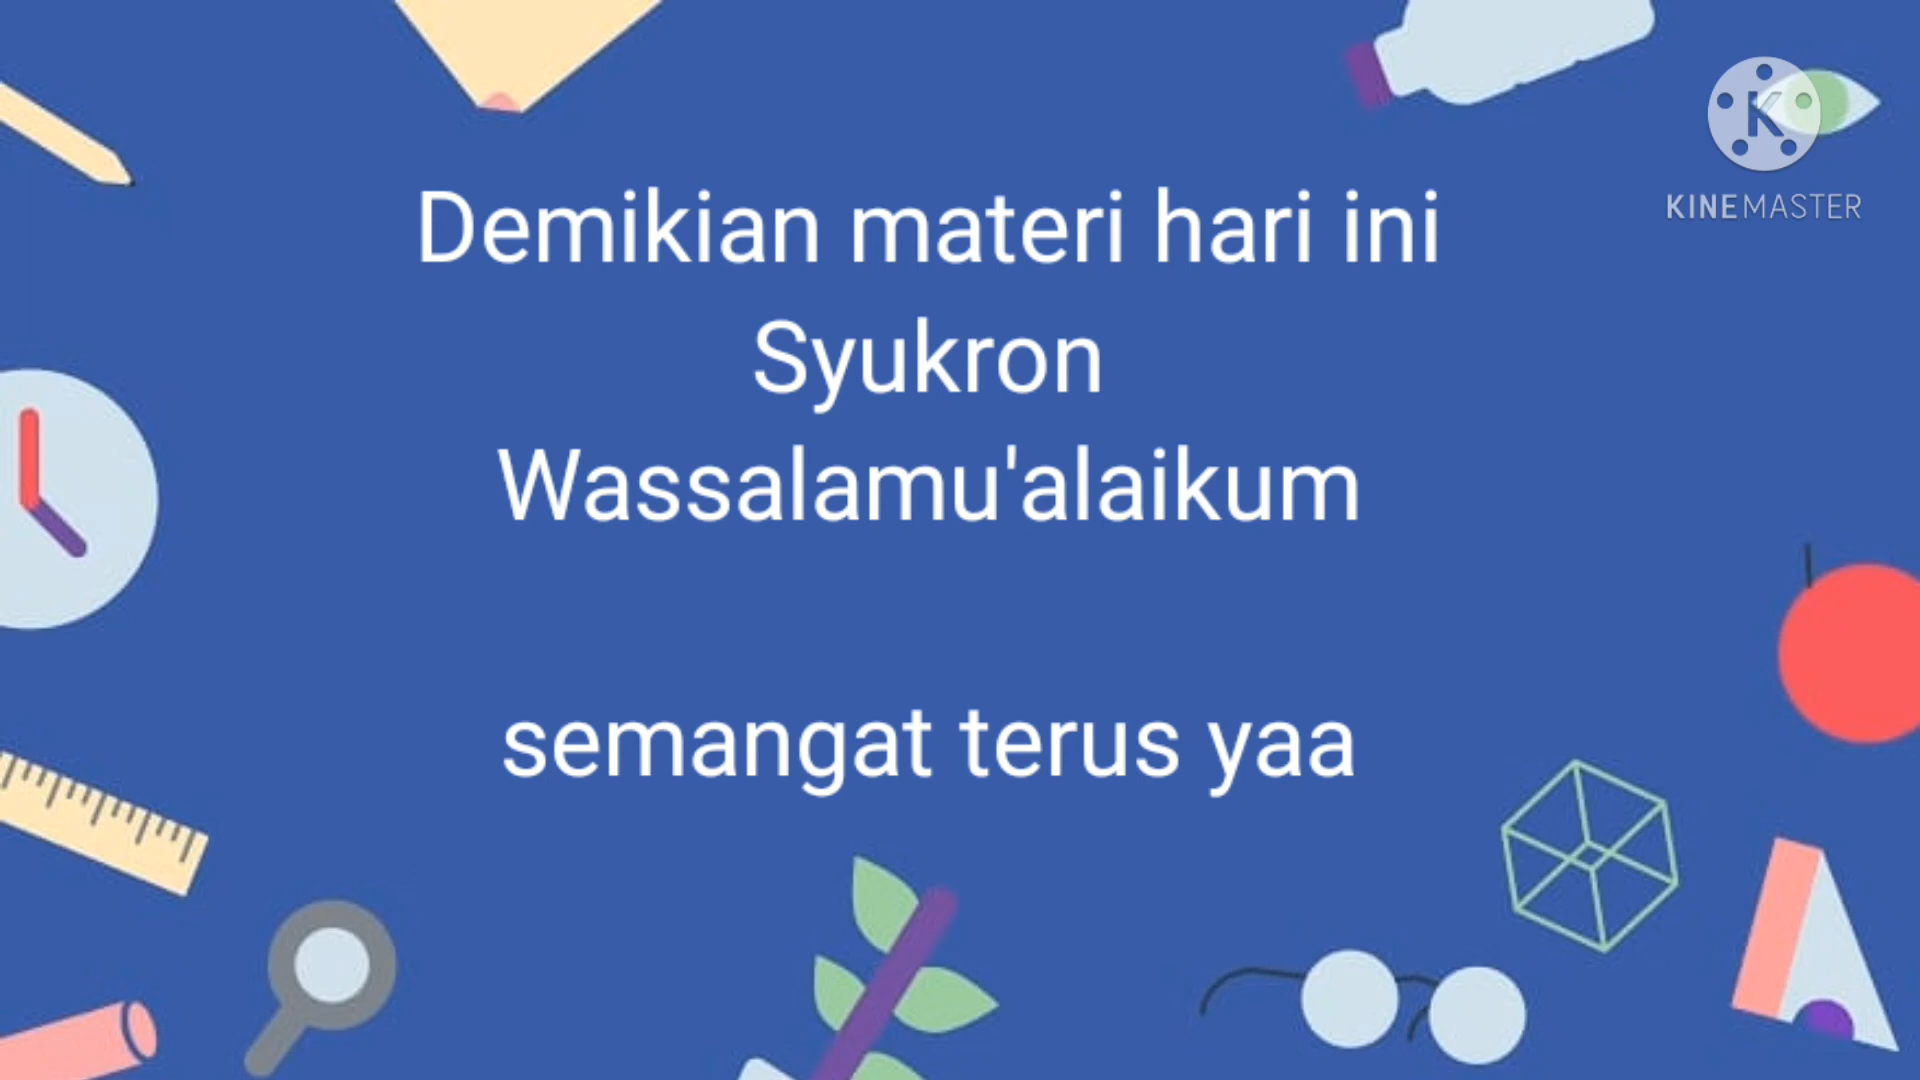 Demikian materi hari ini
Syukron
Wassalamu'alaikum
semangat terus yaa
K
KINEMASTER